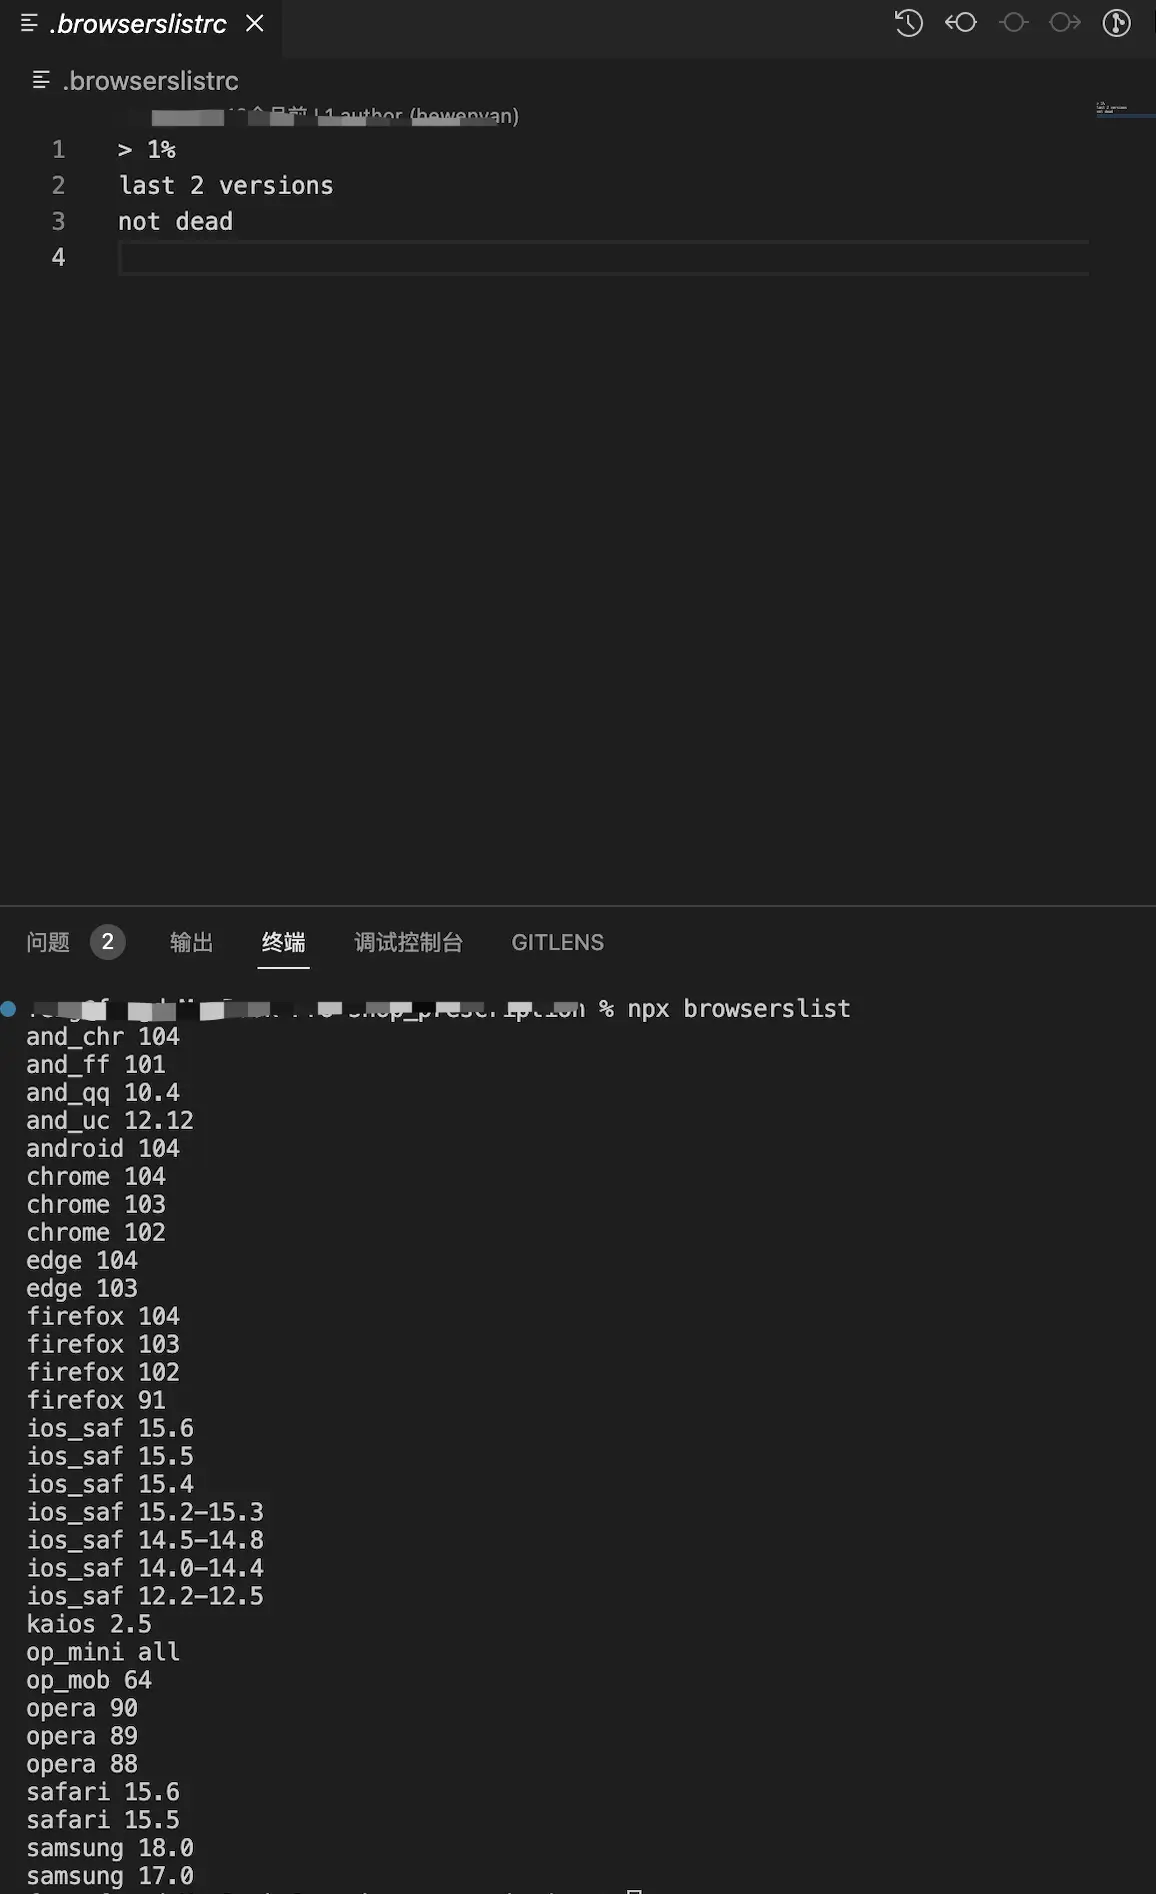 .browserslistrc
.browserslistrc
1 author (hewenyan)
1 > 1%
2 last 2 versions
3 not dead
4
问题 2 输出 终端 调试控制台 GITLENS
shop_prescription % npx browserslist
and_chr 104
and_ff 101
and_qq 10.4
and_uc 12.12
android 104
chrome 104
chrome 103
chrome 102
edge 104
edge 103
firefox 104
firefox 103
firefox 102
firefox 91
ios_saf 15.6
ios_saf 15.5
ios_saf 15.4
ios_saf 15.2-15.3
ios_saf 14.5-14.8
ios_saf 14.0-14.4
ios_saf 12.2-12.5
kaios 2.5
op_mini all
op_mob 64
opera 90
opera 89
opera 88
safari 15.6
safari 15.5
samsung 18.0
samsung 17.0